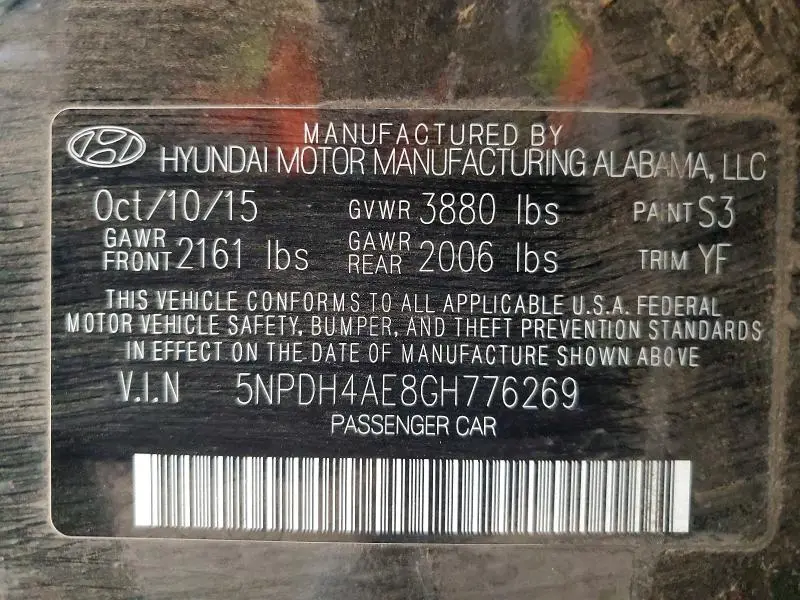 MANUFACTURED BY
HYUNDAI MOTOR MANUFACTURING ALABAMA, LLC
Oct/10/15 GVWR 3880 lbs PAINT S3
GAWR FRONT 2161 lbs GAWR REAR 2006 lbs TRIM YF
THIS VEHICLE CONFORMS TO ALL APPLICABLE U.S.A. FEDERAL
MOTOR VEHICLE SAFETY, BUMPER, AND THEFT PREVENTION STANDARDS
IN EFFECT ON THE DATE OF MANUFACTURE SHOWN ABOVE
V.I.N 5NPDH4AE8GH776269
PASSENGER CAR